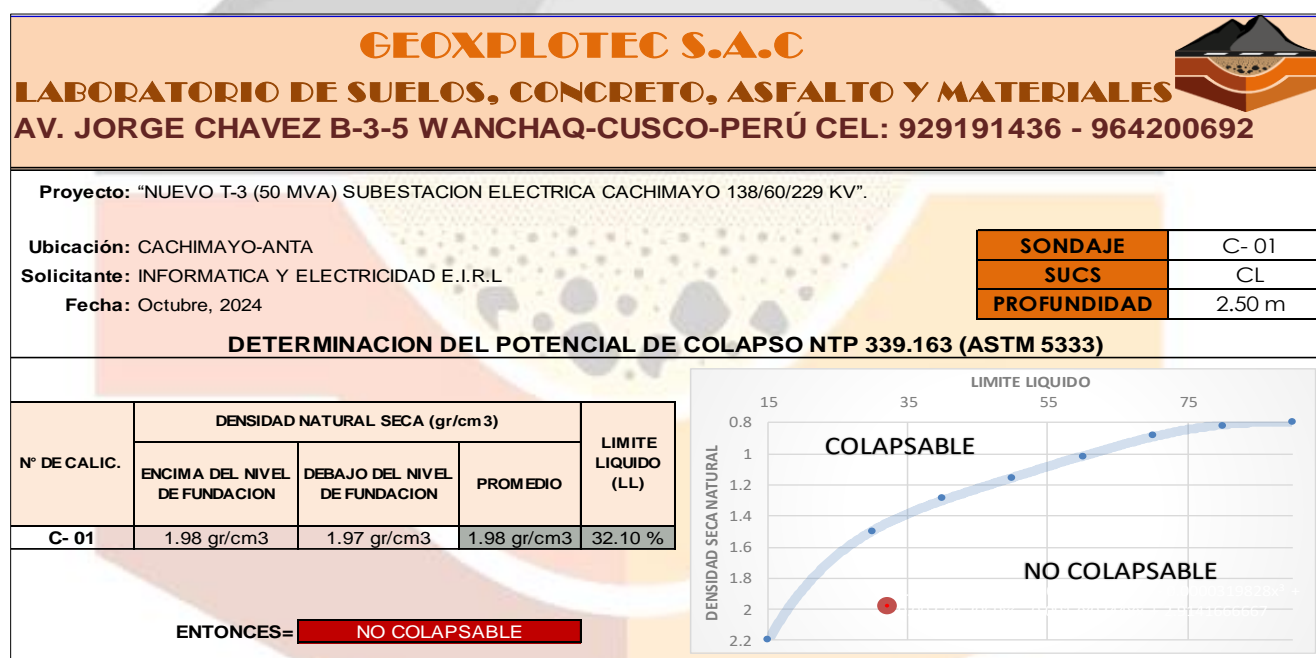 GEOXPLOTEC S.A.C
LABORATORIO DE SUELOS, CONCRETO, ASFALTO Y MATERIALES
AV. JORGE CHAVEZ B-3-5 WANCHAQ-CUSCO-PERÚ CEL: 929191436 - 964200692
Proyecto: “NUEVO T-3 (50 MVA) SUBESTACION ELECTRICA CACHIMAYO 138/60/229 KV”.
Ubicación: CACHIMAYO-ANTA
Solicitante: INFORMATICA Y ELECTRICIDAD E.I.R.L
Fecha: Octubre, 2024
SONDAJE C- 01
SUCS CL
PROFUNDIDAD 2.50 m
DETERMINACION DEL POTENCIAL DE COLAPSO NTP 339.163 (ASTM 5333)
N° DE CALIC.
DENSIDAD NATURAL SECA (gr/cm3)
ENCIMA DEL NIVEL
DE FUNDACION
DEBAJO DEL NIVEL
DE FUNDACION
PROMEDIO
LIMITE
LIQUIDO
(LL)
C- 01 1.98 gr/cm3 1.97 gr/cm3 1.98 gr/cm3 32.10 %
ENTONCES= NO COLAPSABLE
LIMITE LIQUIDO
15 35 55 75
DENSIDAD SECA NATURAL
0.8
1
1.2
1.4
1.6
1.8
2
2.2
COLAPSABLE
NO COLAPSABLE